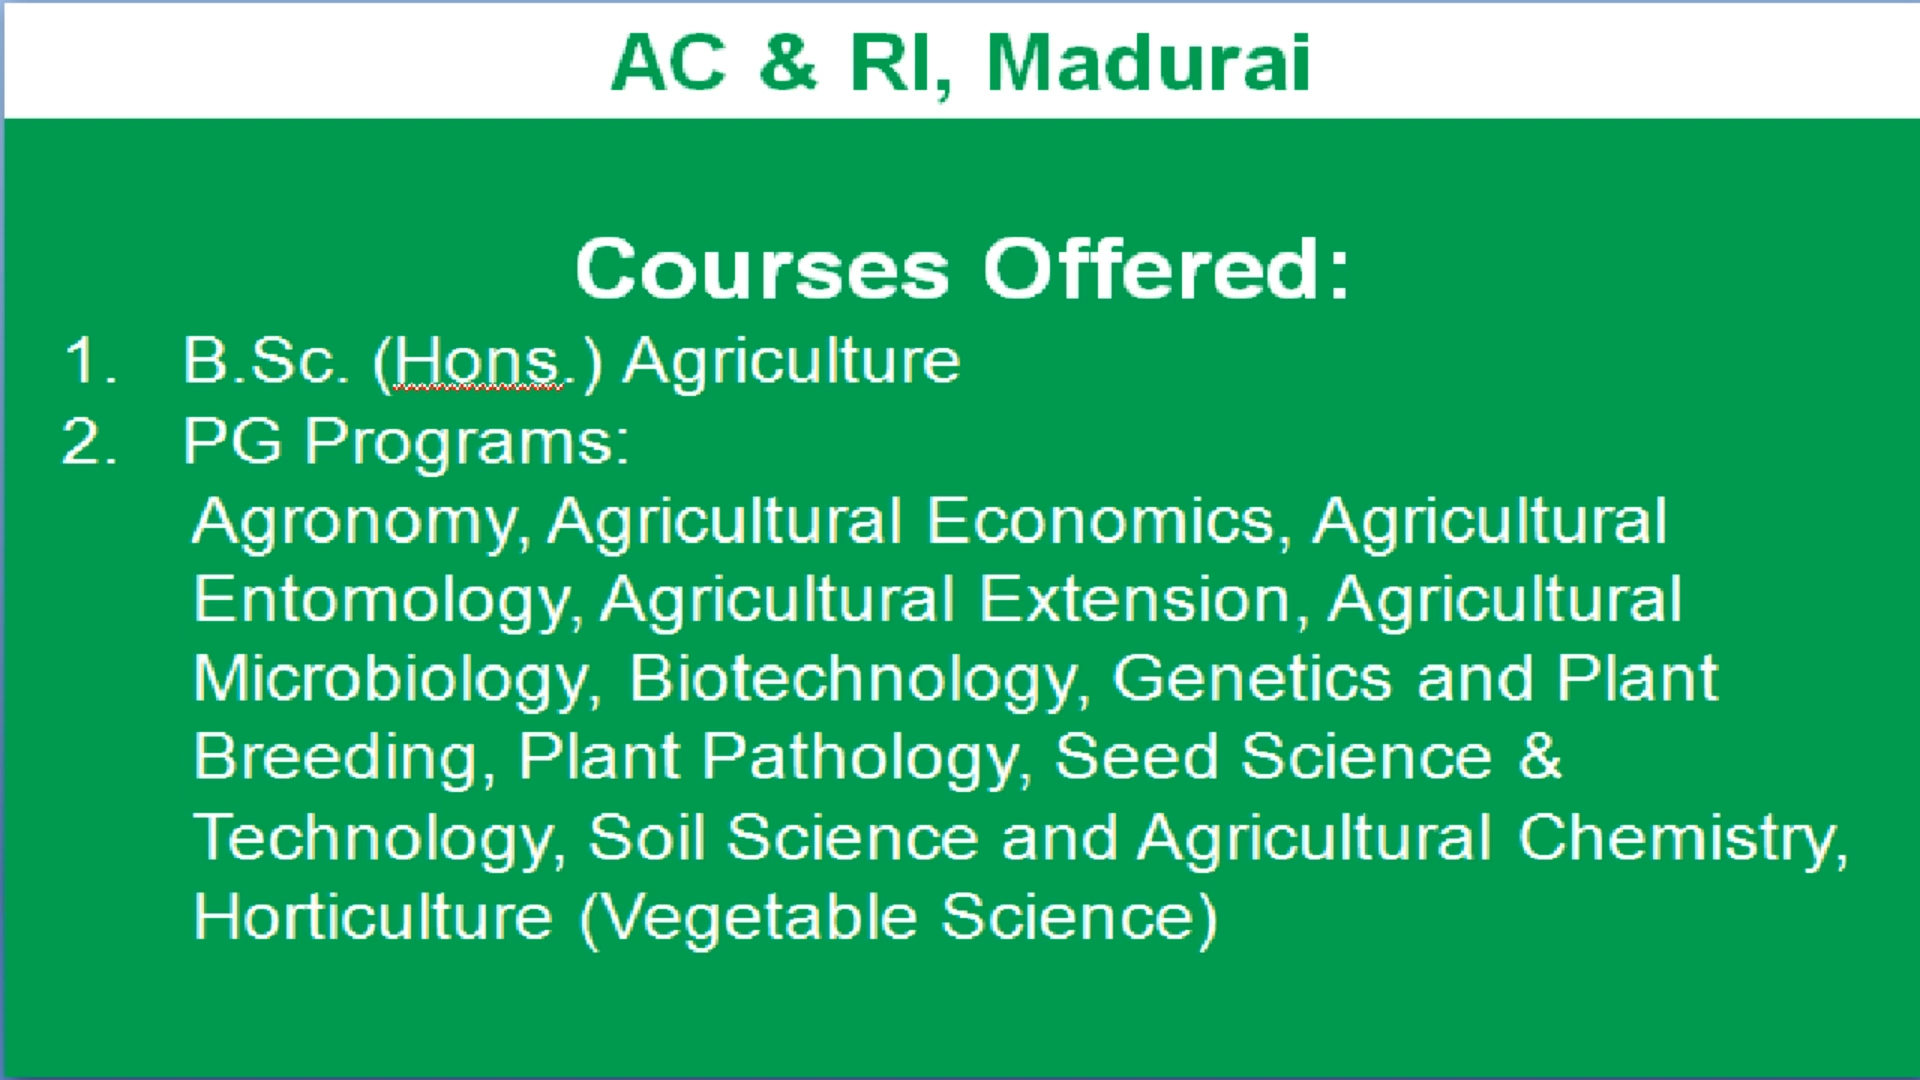 AC & RI, Madurai
Courses Offered:
1. B.Sc. (Hons.) Agriculture
2. PG Programs:
Agronomy, Agricultural Economics, Agricultural
Entomology, Agricultural Extension, Agricultural
Microbiology, Biotechnology, Genetics and Plant
Breeding, Plant Pathology, Seed Science &
Technology, Soil Science and Agricultural Chemistry,
Horticulture (Vegetable Science)